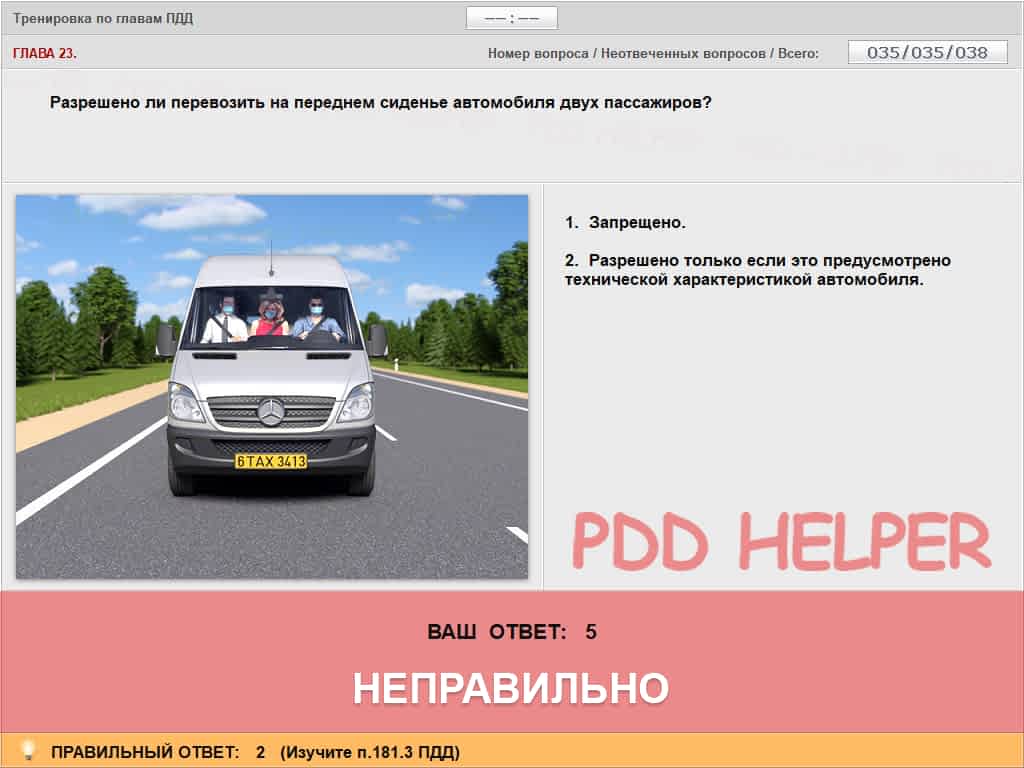 Тренировка по главам ПДД
—— : ——
ГЛАВА 23.
Номер вопроса / Неотвеченных вопросов / Всего:
035/035/038
Разрешено ли перевозить на переднем сиденье автомобиля двух пассажиров?
1. Запрещено.
2. Разрешено только если это предусмотрено
технической характеристикой автомобиля.
6TAX 3413
PDD HELPER
ВАШ ОТВЕТ: 5
НЕПРАВИЛЬНО
ПРАВИЛЬНЫЙ ОТВЕТ: 2 (Изучите п.181.3 ПДД)